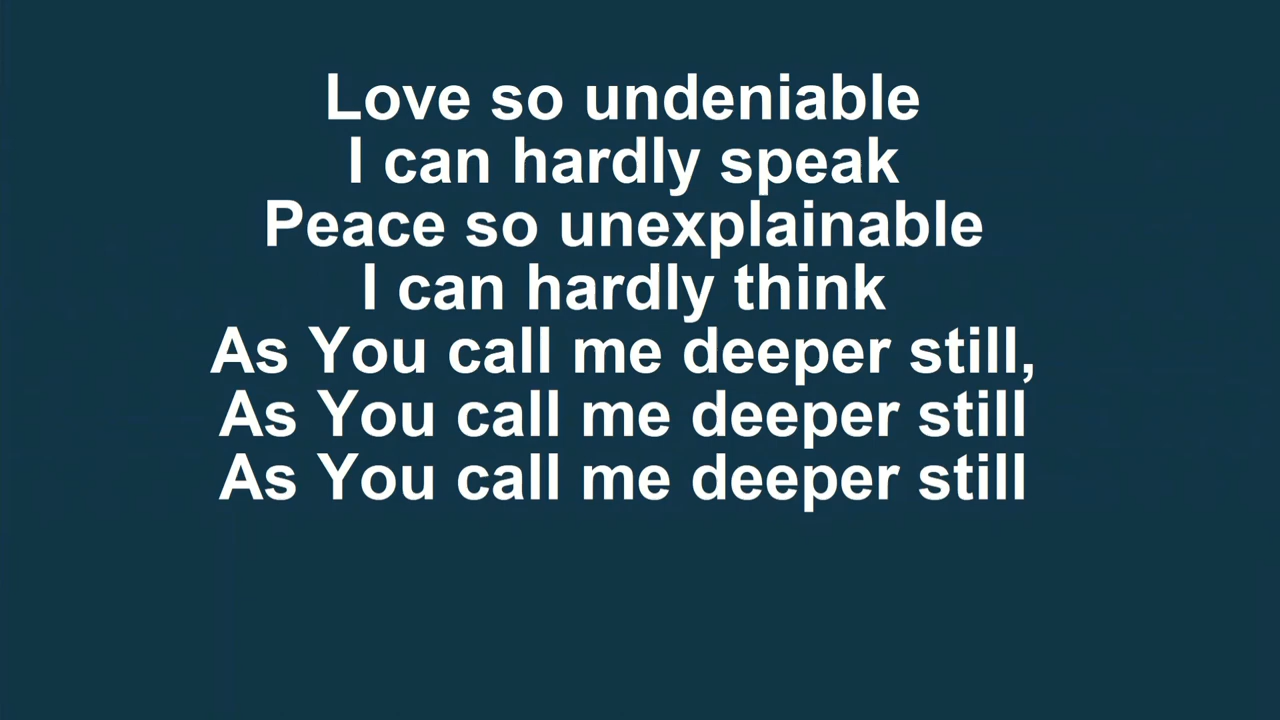 Love so undeniable
I can hardly speak
Peace so unexplainable
I can hardly think
As You call me deeper still,
As You call me deeper still
As You call me deeper still